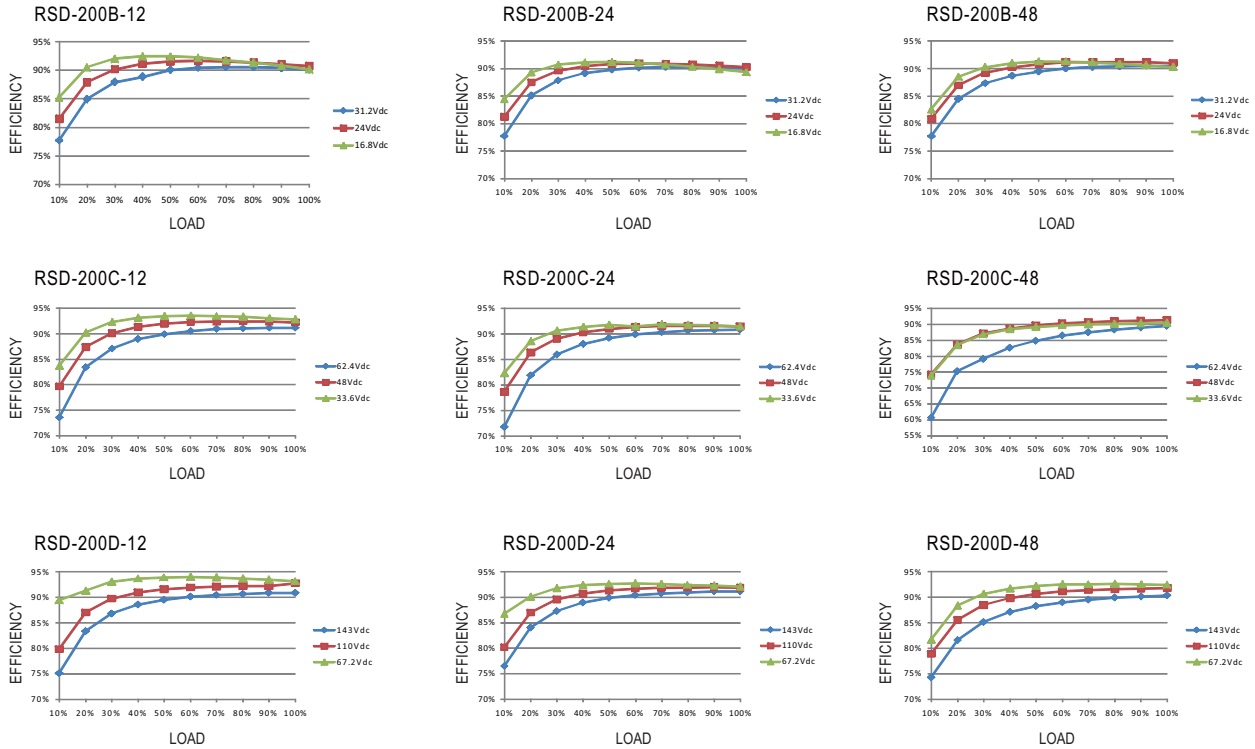 RSD-200B-12
EFFICIENCY
95%
90%
85%
80%
75%
70%
10% 20% 30% 40% 50% 60% 70% 80% 90% 100%
LOAD
31.2Vdc
24Vdc
16.8Vdc
RSD-200B-24
EFFICIENCY
95%
90%
85%
80%
75%
70%
10% 20% 30% 40% 50% 60% 70% 80% 90% 100%
LOAD
31.2Vdc
24Vdc
16.8Vdc
RSD-200B-48
EFFICIENCY
95%
90%
85%
80%
75%
70%
10% 20% 30% 40% 50% 60% 70% 80% 90% 100%
LOAD
31.2Vdc
24Vdc
16.8Vdc
RSD-200C-12
EFFICIENCY
95%
90%
85%
80%
75%
70%
10% 20% 30% 40% 50% 60% 70% 80% 90% 100%
LOAD
62.4Vdc
48Vdc
33.6Vdc
RSD-200C-24
EFFICIENCY
95%
90%
85%
80%
75%
70%
10% 20% 30% 40% 50% 60% 70% 80% 90% 100%
LOAD
62.4Vdc
48Vdc
33.6Vdc
RSD-200C-48
EFFICIENCY
95%
90%
85%
80%
75%
70%
65%
60%
55%
10% 20% 30% 40% 50% 60% 70% 80% 90% 100%
LOAD
62.4Vdc
48Vdc
33.6Vdc
RSD-200D-12
EFFICIENCY
95%
90%
85%
80%
75%
70%
10% 20% 30% 40% 50% 60% 70% 80% 90% 100%
LOAD
143Vdc
110Vdc
67.2Vdc
RSD-200D-24
EFFICIENCY
95%
90%
85%
80%
75%
70%
10% 20% 30% 40% 50% 60% 70% 80% 90% 100%
LOAD
143Vdc
110Vdc
67.2Vdc
RSD-200D-48
EFFICIENCY
95%
90%
85%
80%
75%
70%
10% 20% 30% 40% 50% 60% 70% 80% 90% 100%
LOAD
143Vdc
110Vdc
67.2Vdc